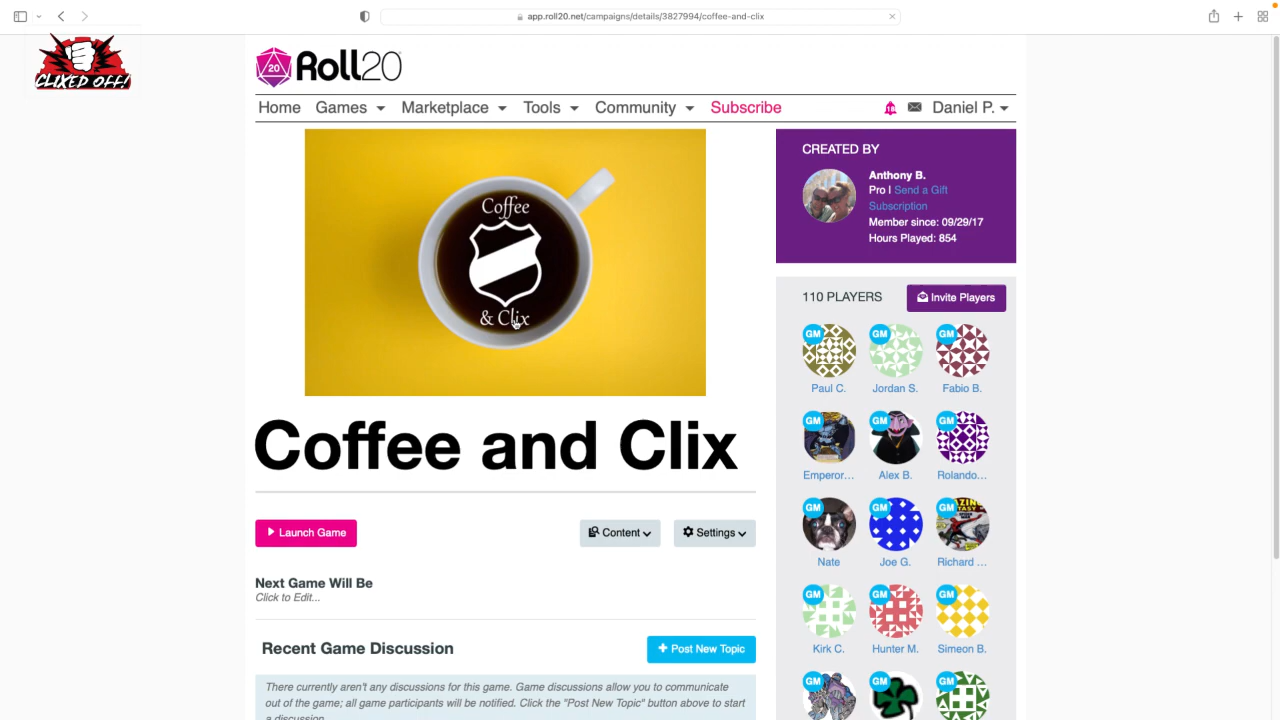 app.roll20.net/campaigns/details/3827994/coffee-and-clix
CLIXED OFF!
20 Roll20
Home Games Marketplace Tools Community Subscribe Daniel P.
Coffee
& Clix
CREATED BY
Anthony B.
Pro | Send a Gift
Subscription
Member since: 09/29/17
Hours Played: 854
110 PLAYERS Invite Players
GM GM GM
Paul C. Jordan S. Fabio B.
GM GM GM
Emperor... Alex B. Rolando...
GM GM GM
Nate Joe G. Richard ...
GM GM GM
Kirk C. Hunter M. Simeon B.
GM GM GM
Coffee and Clix
Launch Game Content Settings
Next Game Will Be
Click to Edit...
Recent Game Discussion + Post New Topic
There currently aren't any discussions for this game. Game discussions allow you to communicate
out of the game; all game participants will be notified. Click the "Post New Topic" button above to start
a discussion